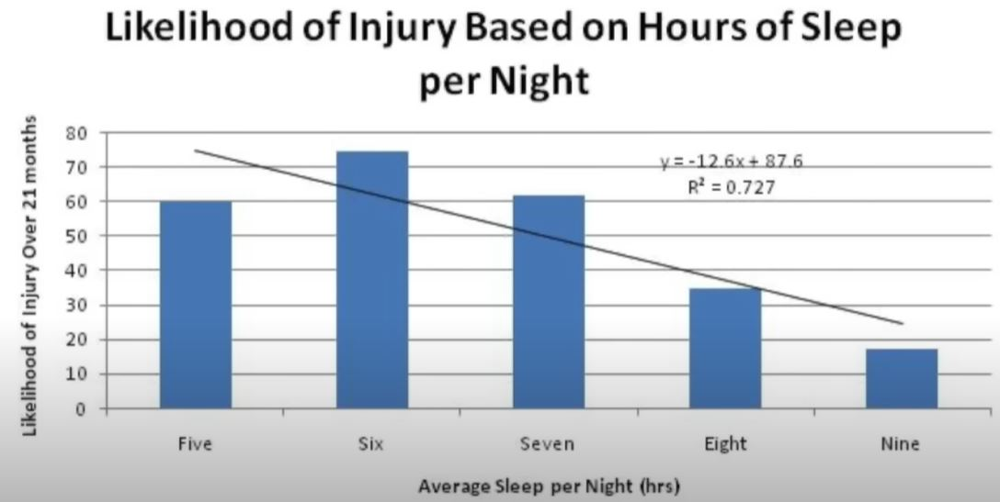 Likelihood of Injury Based on Hours of Sleep
per Night
Likelihood of Injury Over 21 months
80
70
60
50
40
30
20
10
0
y = -12.6x + 87.6
R² = 0.727
Five Six Seven Eight Nine
Average Sleep per Night (hrs)